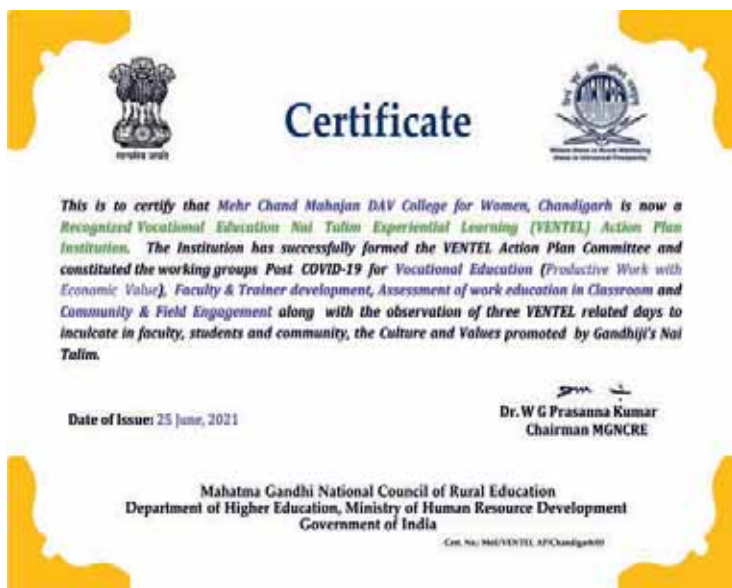 Certificate
सत्यमेव जयते
This is to certify that Mehr Chand Mahajan DAV College for Women, Chandigarh is now a
Recognized Vocational Education Nai Talim Experiential Learning (VENTEL) Action Plan
Institution. The Institution has successfully formed the VENTEL Action Plan Committee and
constituted the working groups Post COVID-19 for Vocational Education (Productive Work with
Economic Value), Faculty & Trainer development, Assessment of work education in Classroom and
Community & Field Engagement along with the observation of three VENTEL related days to
inculcate in faculty, students and community, the Culture and Values promoted by Gandhiji's Nai
Talim.
Date of Issue: 25 June, 2021
Dr. W G Prasanna Kumar
Chairman MGNCRE
Mahatma Gandhi National Council of Rural Education
Department of Higher Education, Ministry of Human Resource Development
Government of India
Cert. No.: